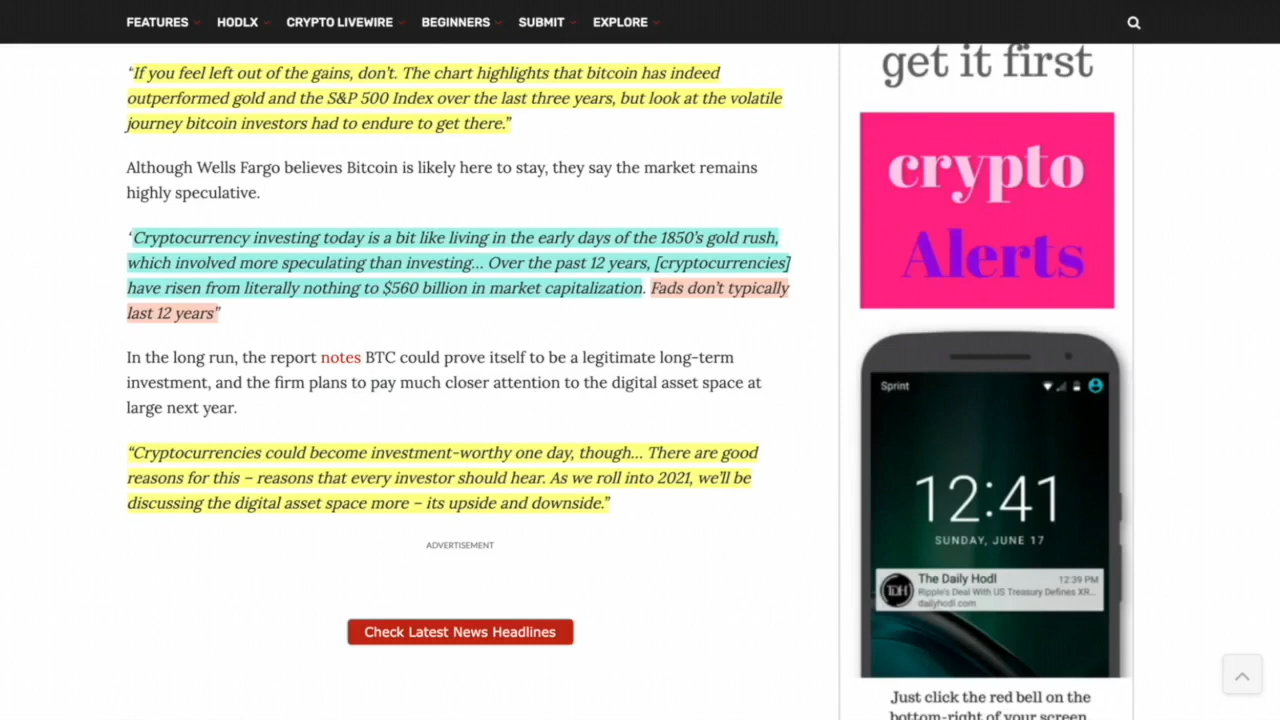 FEATURES HODLX CRYPTO LIVEWIRE BEGINNERS SUBMIT EXPLORE
“If you feel left out of the gains, don’t. The chart highlights that bitcoin has indeed
outperformed gold and the S&P 500 Index over the last three years, but look at the volatile
journey bitcoin investors had to endure to get there.”
Although Wells Fargo believes Bitcoin is likely here to stay, they say the market remains
highly speculative.
‘Cryptocurrency investing today is a bit like living in the early days of the 1850’s gold rush,
which involved more speculating than investing… Over the past 12 years, [cryptocurrencies]
have risen from literally nothing to $560 billion in market capitalization. Fads don’t typically
last 12 years”
In the long run, the report notes BTC could prove itself to be a legitimate long-term
investment, and the firm plans to pay much closer attention to the digital asset space at
large next year.
“Cryptocurrencies could become investment-worthy one day, though… There are good
reasons for this – reasons that every investor should hear. As we roll into 2021, we’ll be
discussing the digital asset space more – its upside and downside.”
ADVERTISEMENT
Check Latest News Headlines
get it first
crypto
Alerts
Sprint
12:41
SUNDAY, JUNE 17
TDH
The Daily Hodl 12:39 PM
Ripple's Deal With US Treasury Defines XR...
dailyhodl.com
Just click the red bell on the
bottom-right of your screen